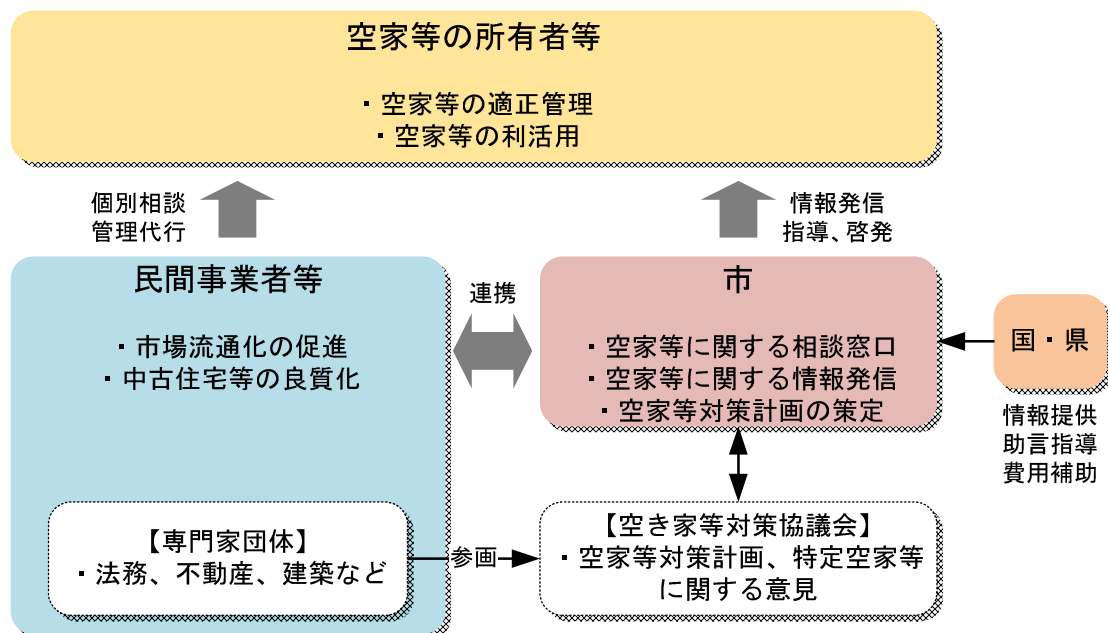 空家等の所有者等
・空家等の適正管理
・空家等の利活用
個別相談
管理代行
情報発信
指導、啓発
民間事業者等
・市場流通化の促進
・中古住宅等の良質化
連携
市
・空家等に関する相談窓口
・空家等に関する情報発信
・空家等対策計画の策定
国・県
情報提供
助言指導
費用補助
【専門家団体】
・法務、不動産、建築など
参画
【空き家等対策協議会】
・空家等対策計画、特定空家等
に関する意見